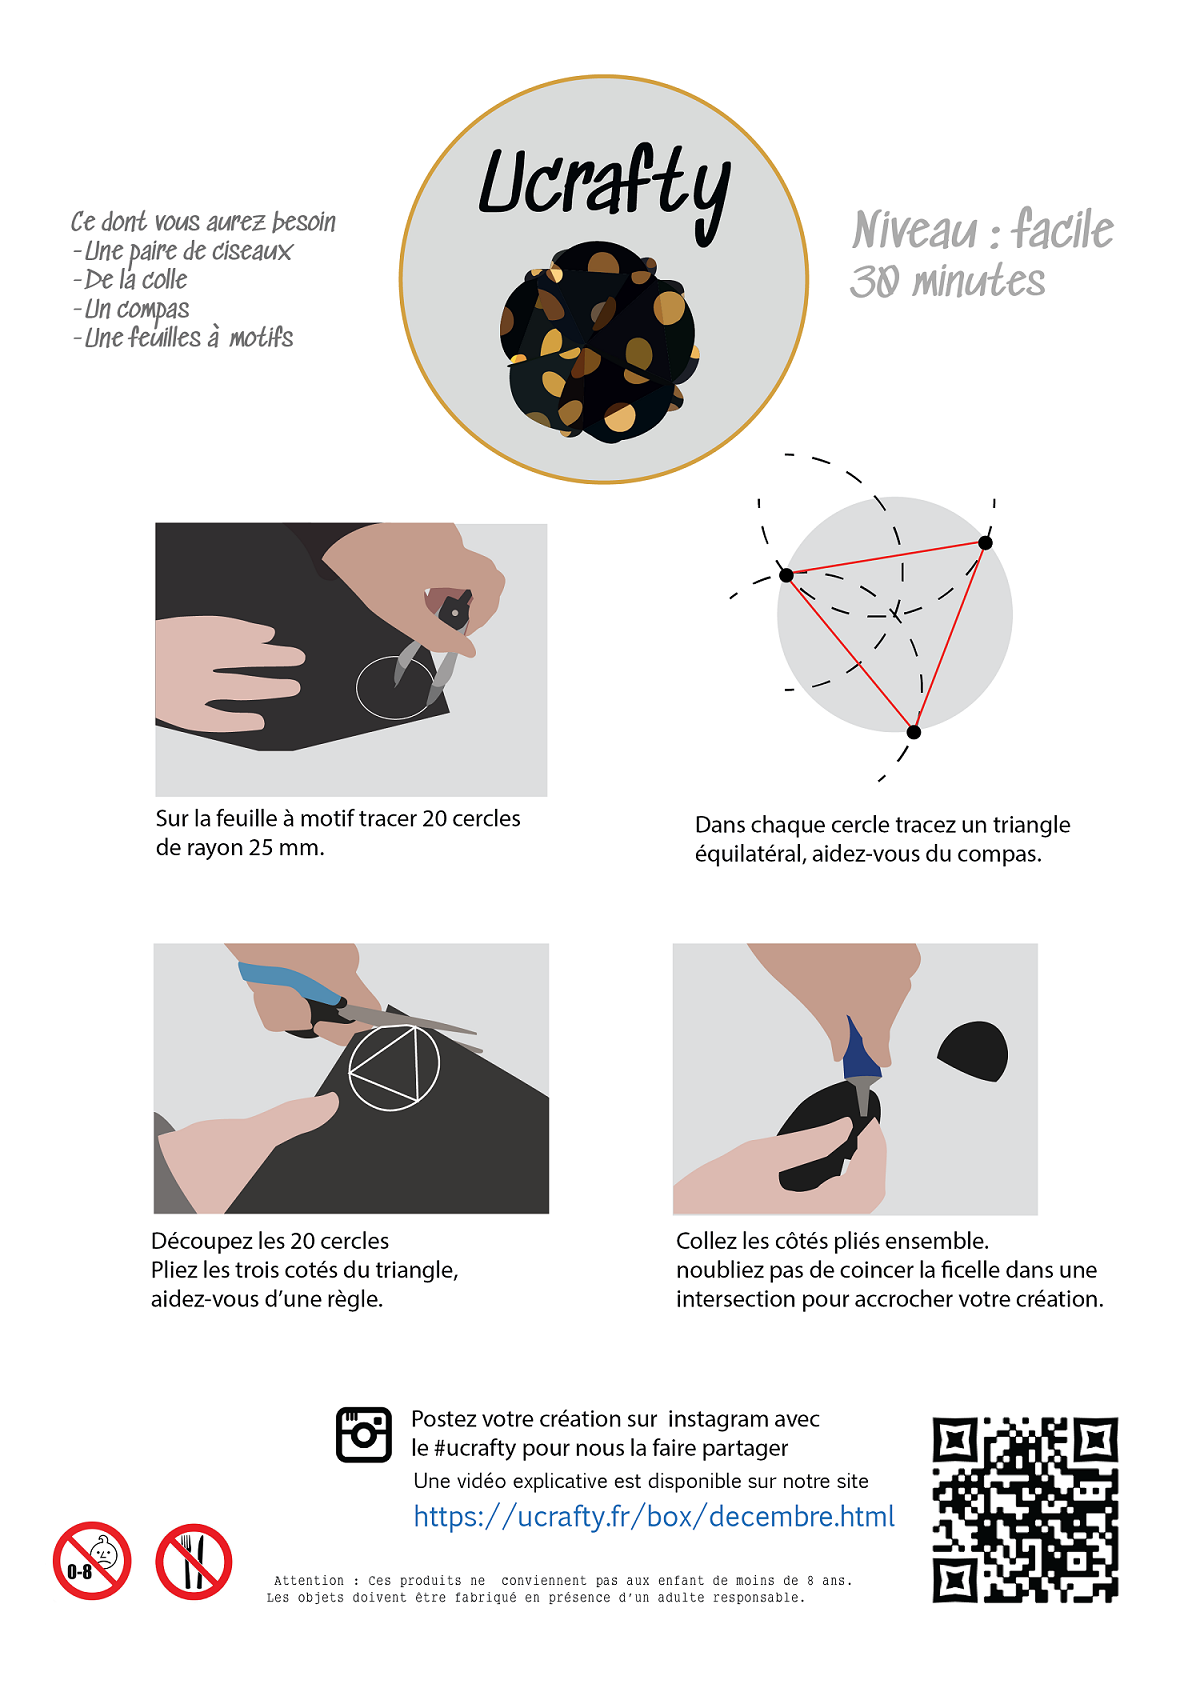 Ucrafty
Ce dont vous aurez besoin
-Une paire de ciseaux
-De la colle
-Un compas
-Une feuilles à motifs
Niveau : facile
30 minutes
Sur la feuille à motif tracer 20 cercles
de rayon 25 mm.
Dans chaque cercle tracez un triangle
équilatéral, aidez-vous du compas.
Découpez les 20 cercles
Pliez les trois cotés du triangle,
aidez-vous d'une règle.
Collez les côtés pliés ensemble.
noubliez pas de coincer la ficelle dans une
intersection pour accrocher votre création.
Postez votre création sur instagram avec
le #ucrafty pour nous la faire partager
Une vidéo explicative est disponible sur notre site
https://ucrafty.fr/box/decembre.html
0-8
Attention : Ces produits ne conviennent pas aux enfant de moins de 8 ans.
Les objets doivent être fabriqué en présence d'un adulte responsable.